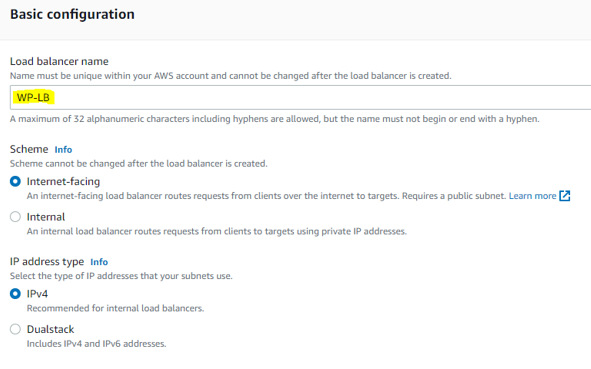 Basic configuration
Load balancer name
Name must be unique within your AWS account and cannot be changed after the load balancer is created.
WP-LB
A maximum of 32 alphanumeric characters including hyphens are allowed, but the name must not begin or end with a hyphen.
Scheme Info
Scheme cannot be changed after the load balancer is created.
Internet-facing
An internet-facing load balancer routes requests from clients over the internet to targets. Requires a public subnet. Learn more
Internal
An internal load balancer routes requests from clients to targets using private IP addresses.
IP address type Info
Select the type of IP addresses that your subnets use.
IPv4
Recommended for internal load balancers.
Dualstack
Includes IPv4 and IPv6 addresses.